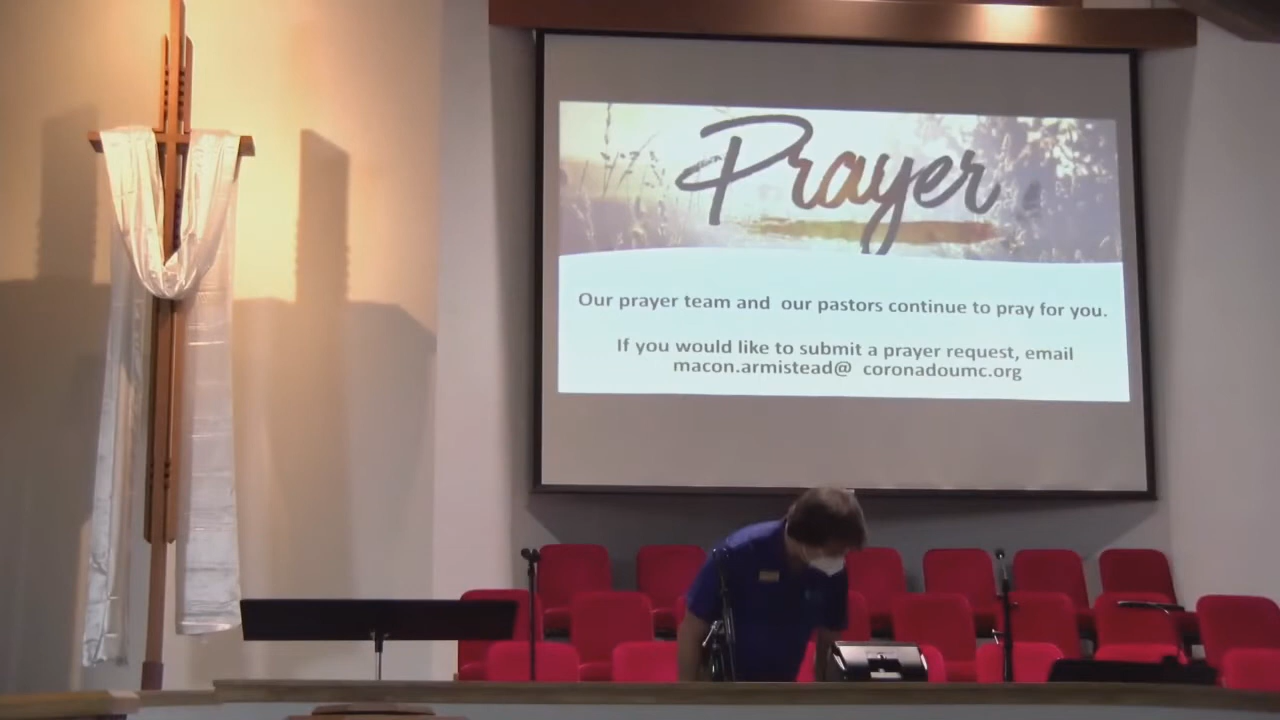 Prayer
Our prayer team and our pastors continue to pray for you.
If you would like to submit a prayer request, email
macon.armistead@ coronadoumc.org